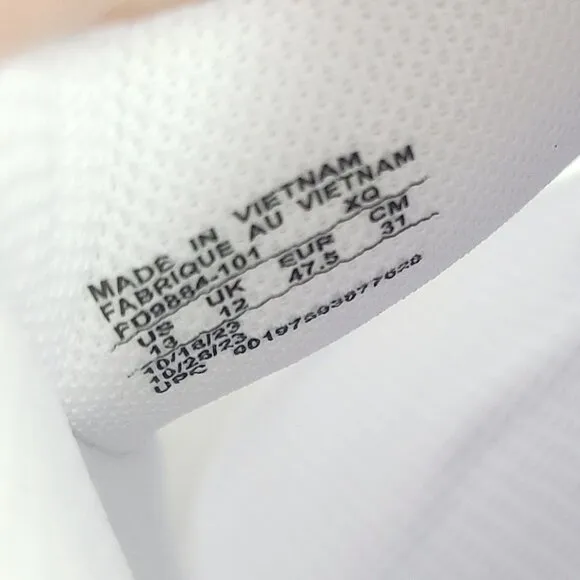 MADE IN VIETNAM
FABRIQUE AU VIETNAM
FD9884-101 XQ
US UK EUR CM
13 12 47.5 31
10/18/23
10/28/23
UPC